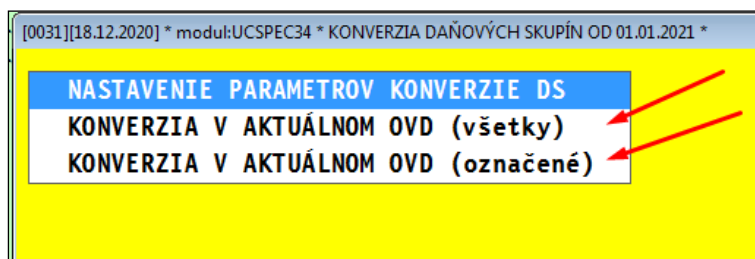 [0031][18.12.2020] * modul:UCSPEC34 * KONVERZIA DAŇOVÝCH SKUPÍN OD 01.01.2021 *
NASTAVENIE PARAMETROV KONVERZIE DS
KONVERZIA V AKTUÁLNOM OVD (všetky)
KONVERZIA V AKTUÁLNOM OVD (označené)